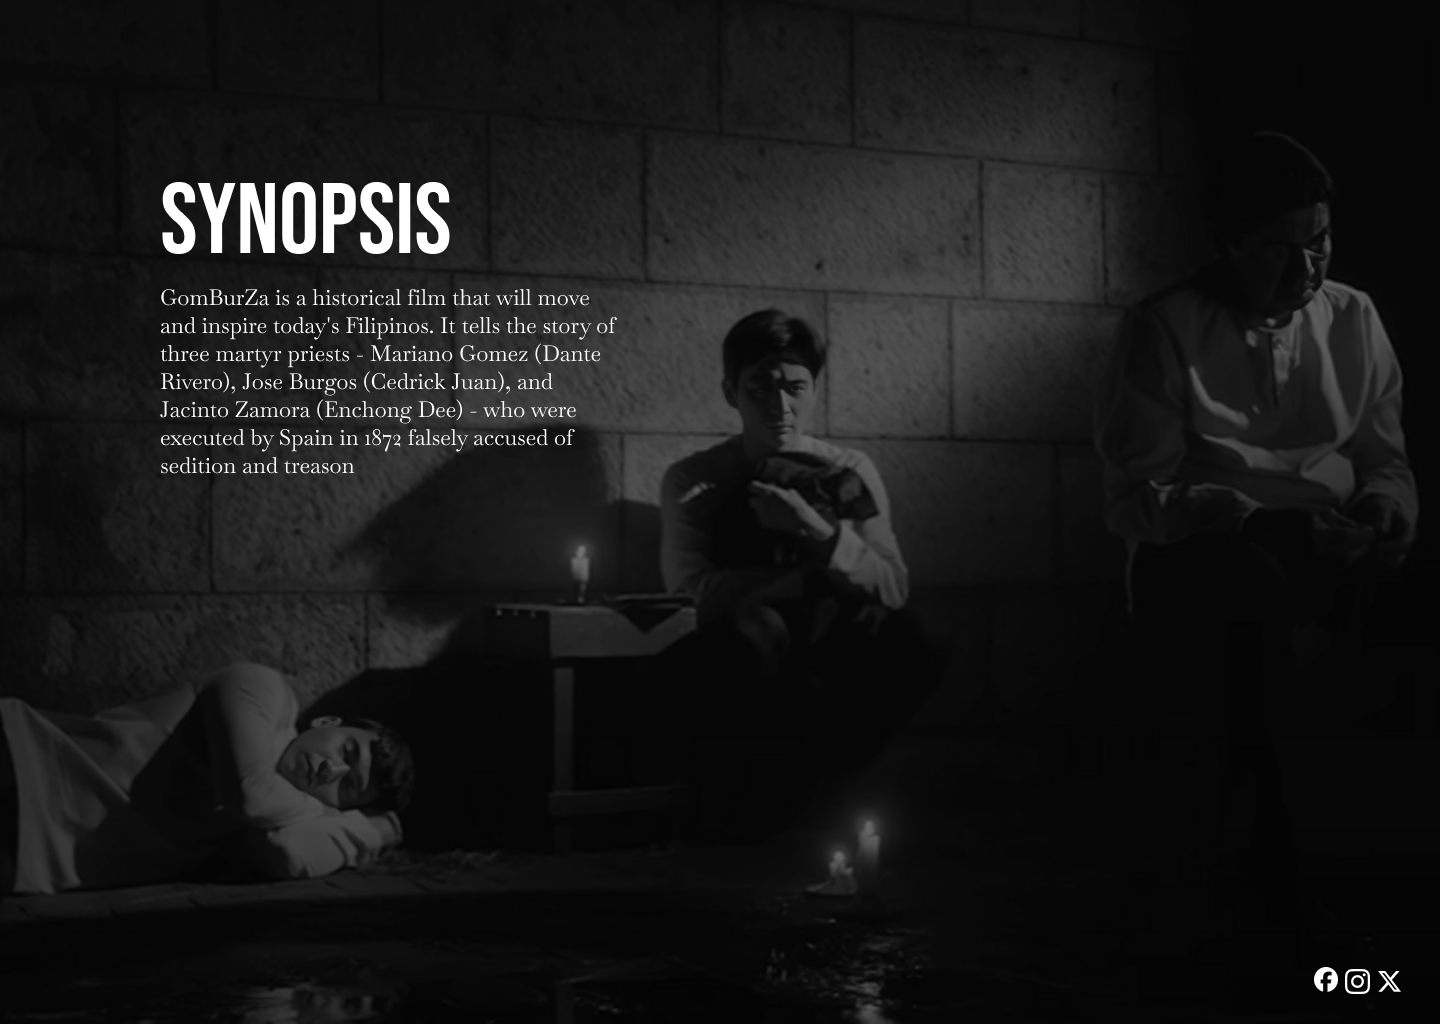 SYNOPSIS
GomBurZa is a historical film that will move
and inspire today's Filipinos. It tells the story of
three martyr priests - Mariano Gomez (Dante
Rivero), Jose Burgos (Cedrick Juan), and
Jacinto Zamora (Enchong Dee) - who were
executed by Spain in 1872 falsely accused of
sedition and treason